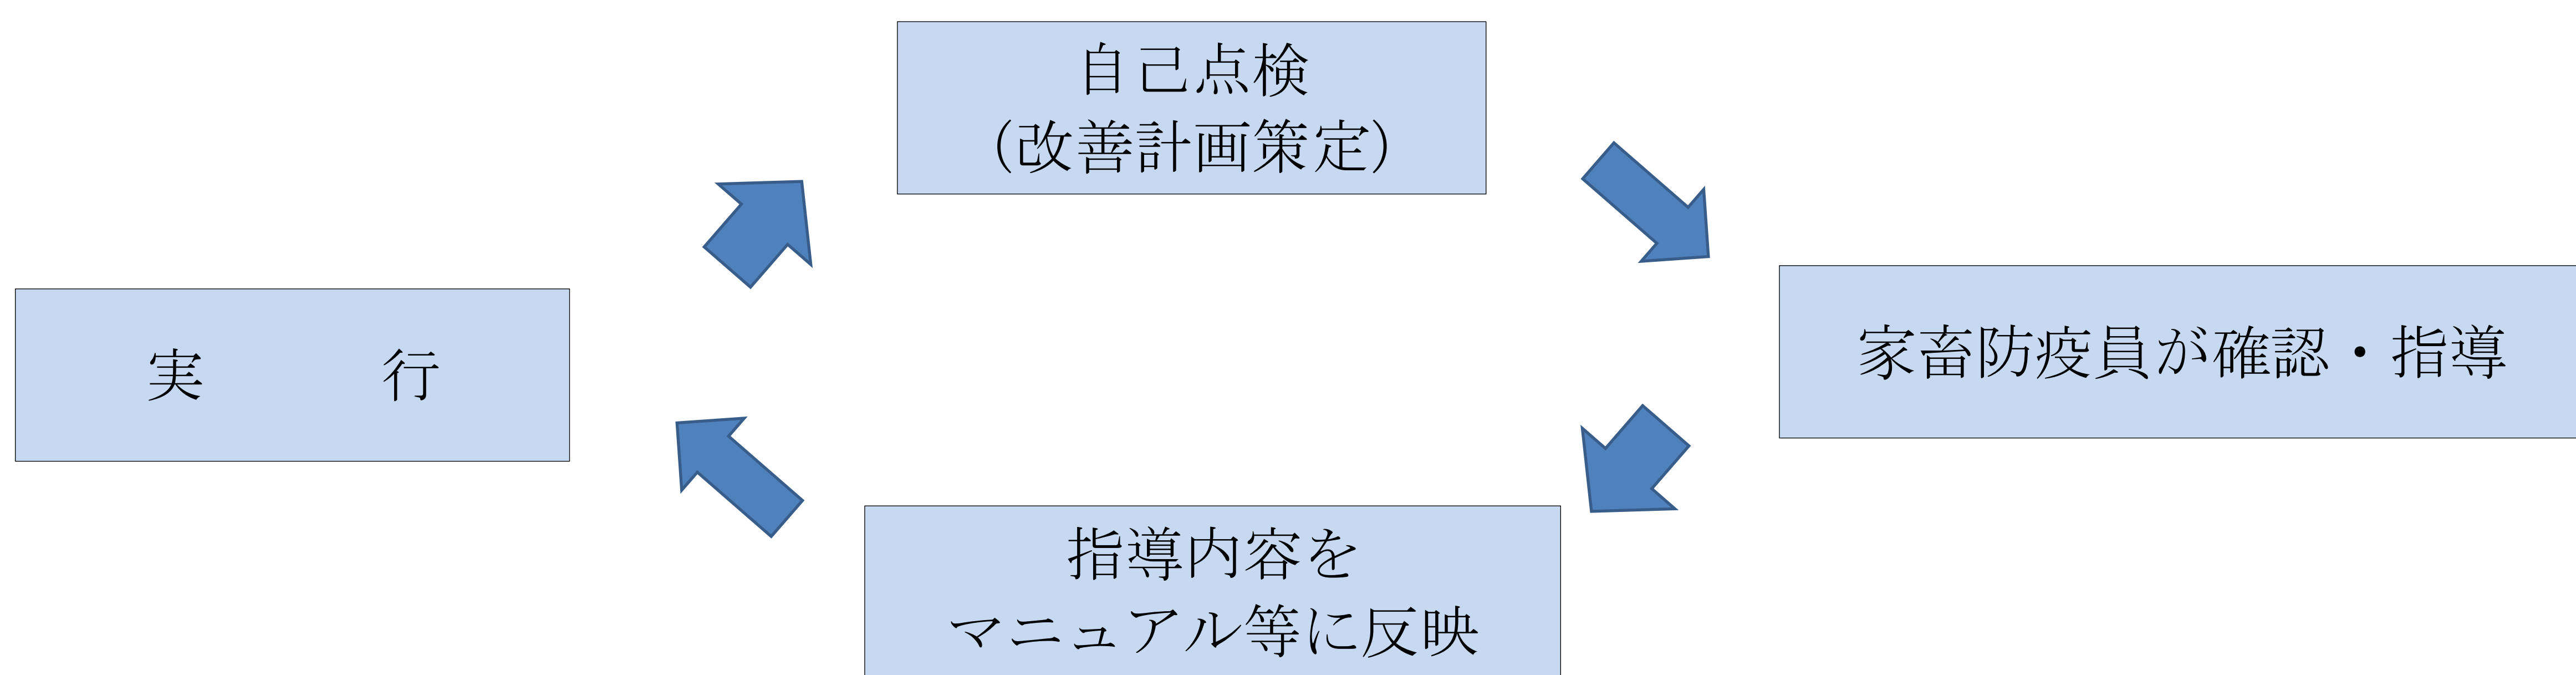 自己点検
（改善計画策定）
家畜防疫員が確認・指導
実　　　行
指導内容を
マニュアル等に反映